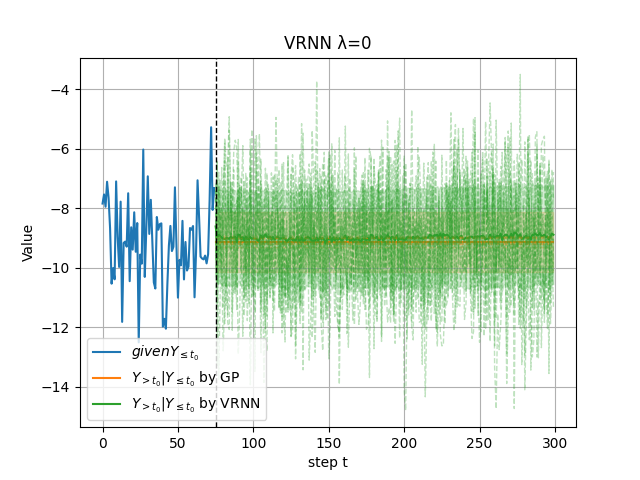 VRNN λ=0
Value
−4
−6
−8
−10
−12
−14
given Y≤t₀
Y>t₀|Y≤t₀ by GP
Y>t₀|Y≤t₀ by VRNN
0 50 100 150 200 250 300
step t